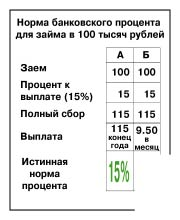 Норма банковского процента
для займа в 100 тысяч рублей
А Б
Заем 100 100
Процент к
выплате (15%) 15 15
Полный сбор 115 115
Выплата 115 9.50
конец в
года месяц
Истинная
норма 15%
процента